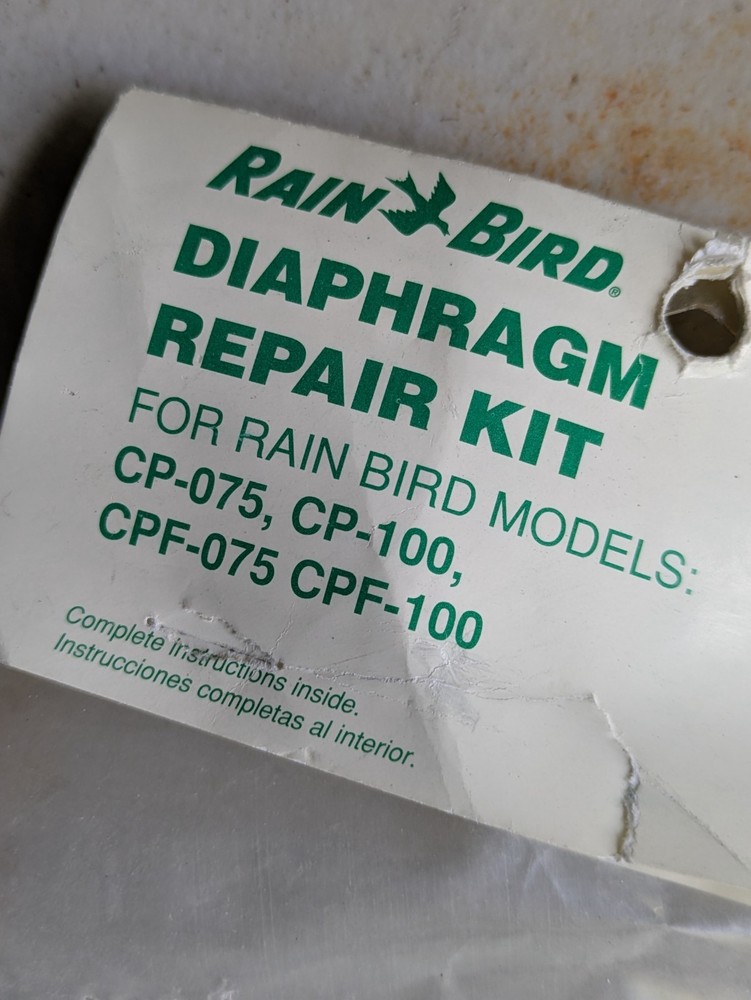 RAIN BIRD®
DIAPHRAGM
REPAIR KIT
FOR RAIN BIRD MODELS:
CP-075, CP-100,
CPF-075 CPF-100
Complete instructions inside.
Instrucciones completas al interior.